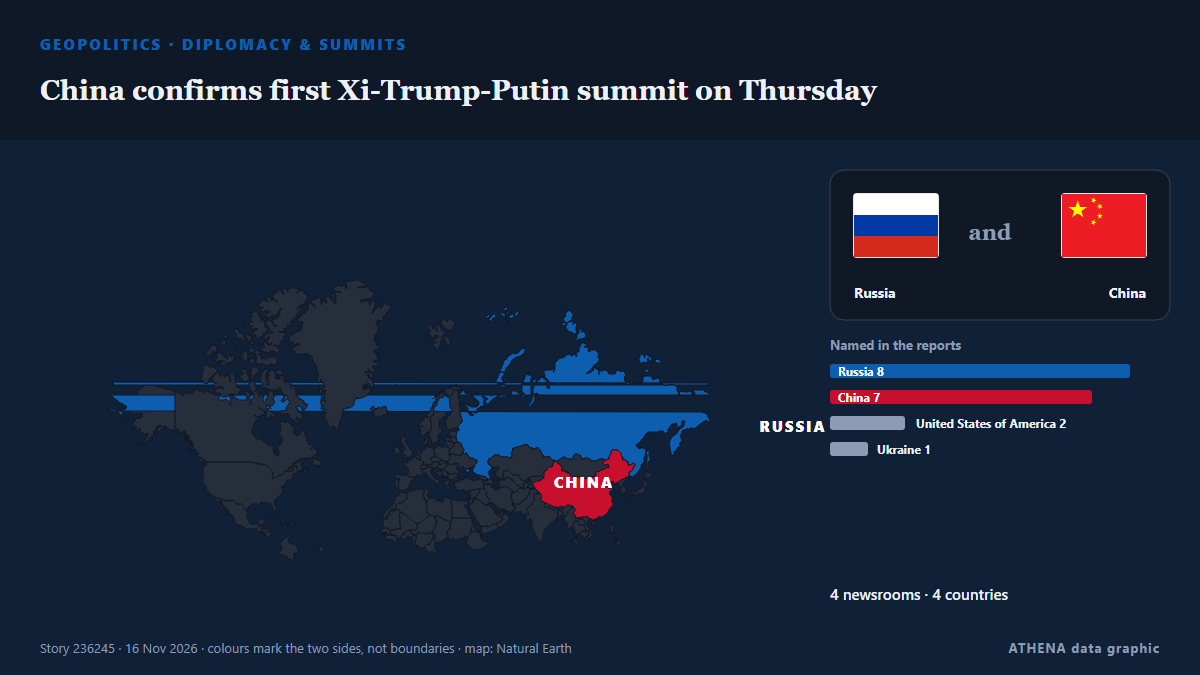 GEOPOLITICS · DIPLOMACY & SUMMITS
China confirms first Xi-Trump-Putin summit on Thursday
and
Russia
China
Named in the reports
Russia 8
China 7
United States of America 2
Ukraine 1
RUSSIA
CHINA
4 newsrooms · 4 countries
Story 236245 · 16 Nov 2026 · colours mark the two sides, not boundaries · map: Natural Earth
ATHENA data graphic